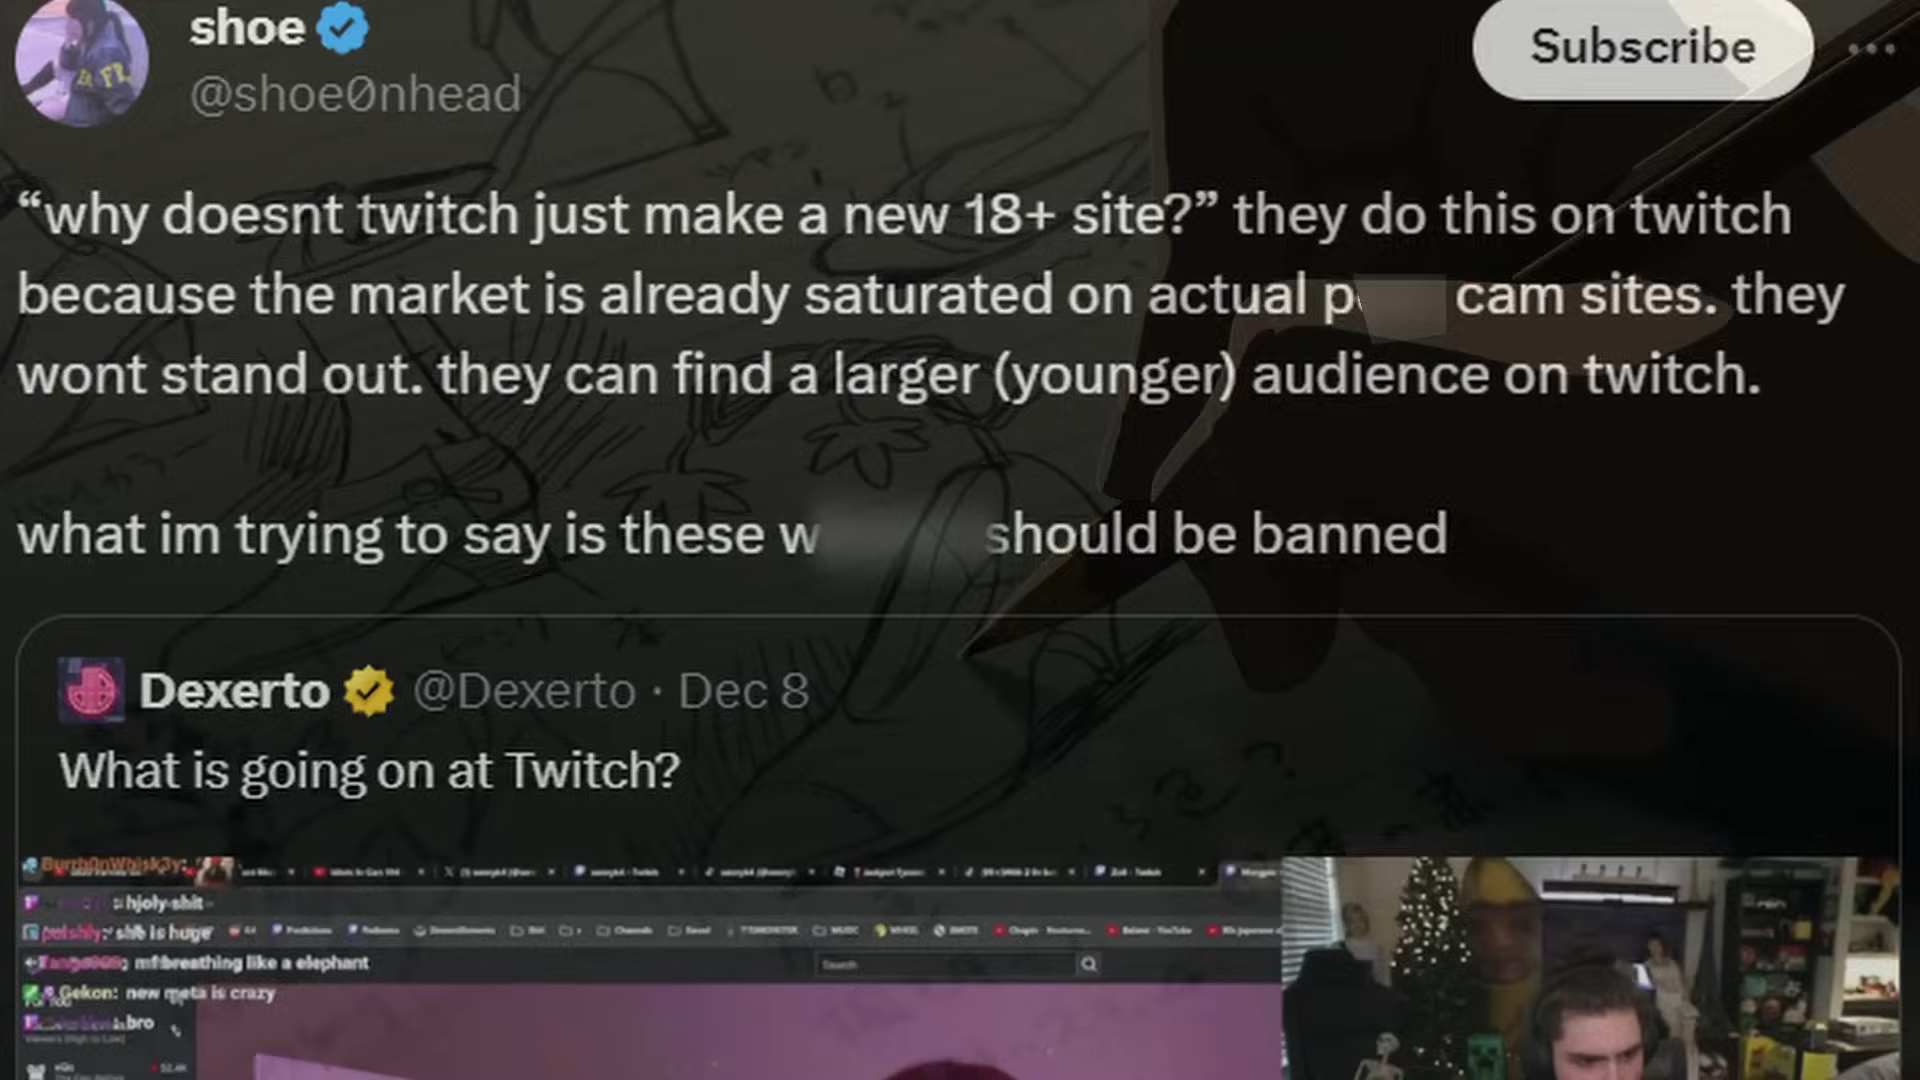 shoe
@shoe0nhead
Subscribe
“why doesnt twitch just make a new 18+ site?” they do this on twitch
because the market is already saturated on actual p cam sites. they
wont stand out. they can find a larger (younger) audience on twitch.
what im trying to say is these w should be banned
Dexerto @Dexerto · Dec 8
What is going on at Twitch?
BurzbOnWhisk3y:
: hjoly shit
: she is huge
: mf breathing like a elephant
Search
Gekon: new meta is crazy
: bro